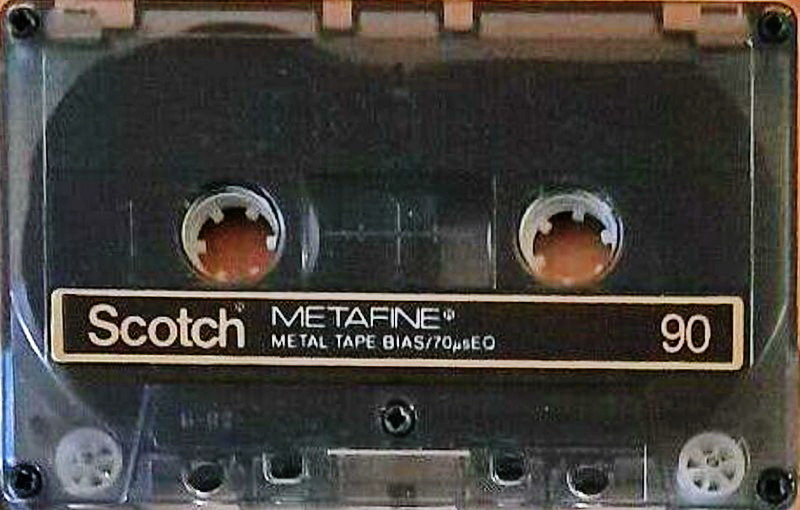 Scotch® METAFINE®
METAL TAPE BIAS/70µsEQ
90